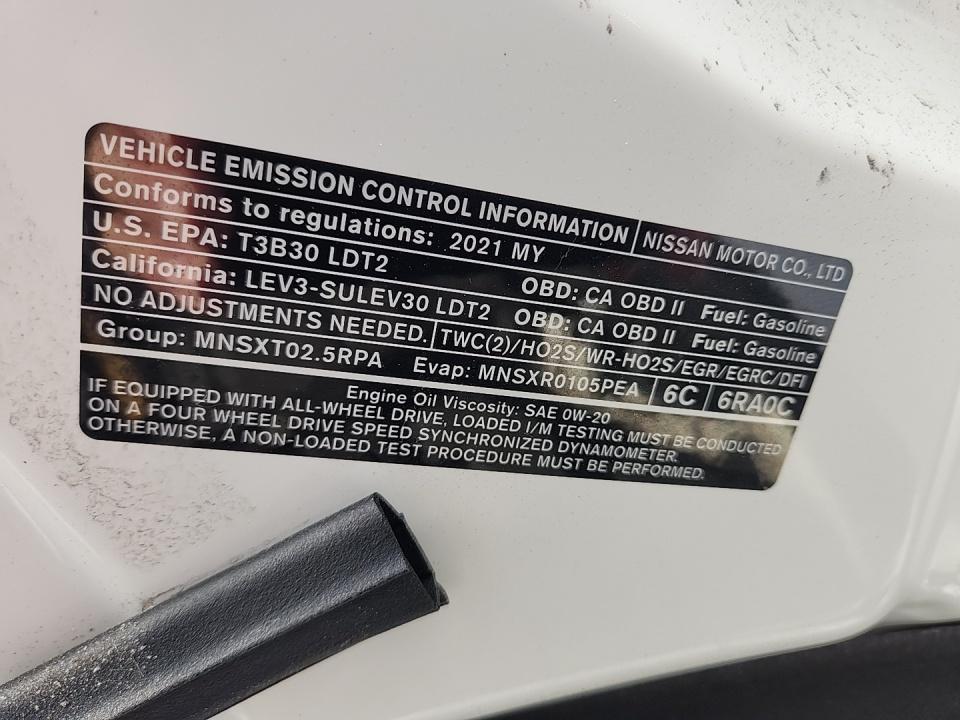 VEHICLE EMISSION CONTROL INFORMATION NISSAN MOTOR CO., LTD
Conforms to regulations: 2021 MY
U.S. EPA: T3B30 LDT2 OBD: CA OBD II Fuel: Gasoline
California: LEV3-SULEV30 LDT2 OBD: CA OBD II Fuel: Gasoline
NO ADJUSTMENTS NEEDED. TWC(2)/HO2S/WR-HO2S/EGR/EGRC/DFI
Group: MNSXT02.5RPA Evap: MNSXR0105PEA 6C 6RA0C
Engine Oil Viscosity: SAE 0W-20
IF EQUIPPED WITH ALL-WHEEL DRIVE, LOADED I/M TESTING MUST BE CONDUCTED
ON A FOUR WHEEL DRIVE SPEED SYNCHRONIZED DYNAMOMETER.
OTHERWISE, A NON-LOADED TEST PROCEDURE MUST BE PERFORMED.